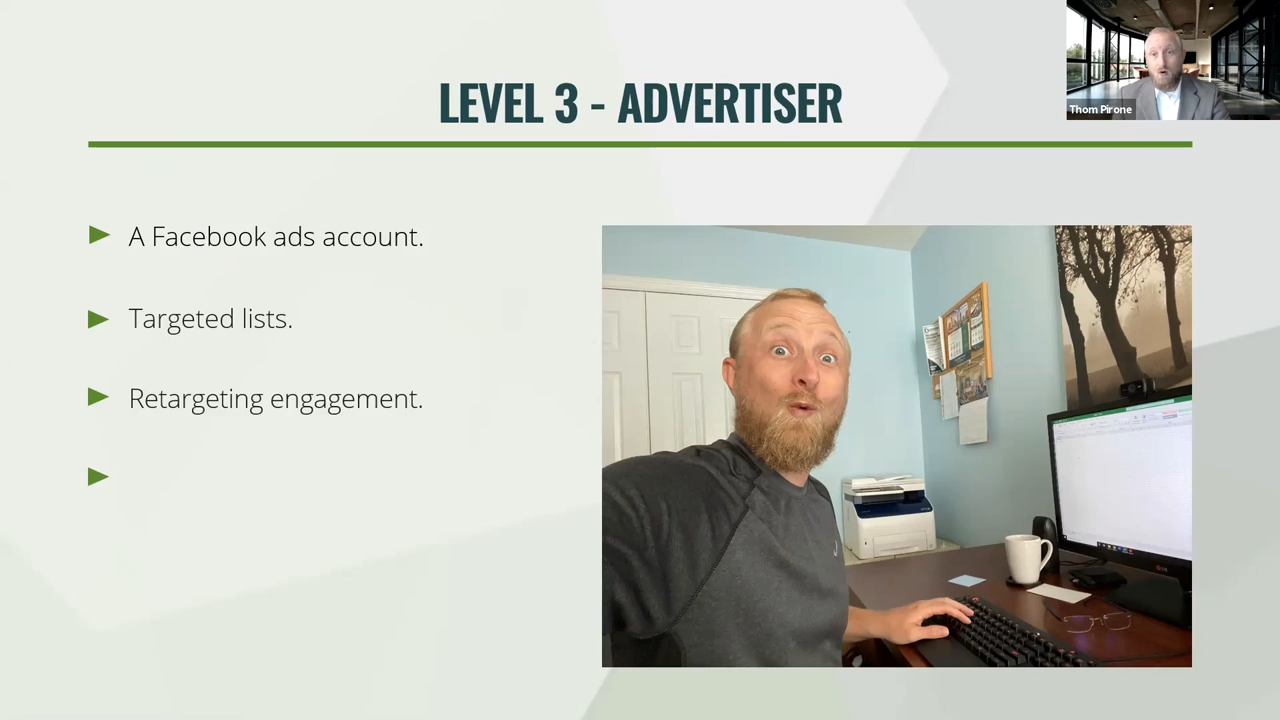 LEVEL 3 - ADVERTISER
Thom Pirone
A Facebook ads account.
Targeted lists.
Retargeting engagement.